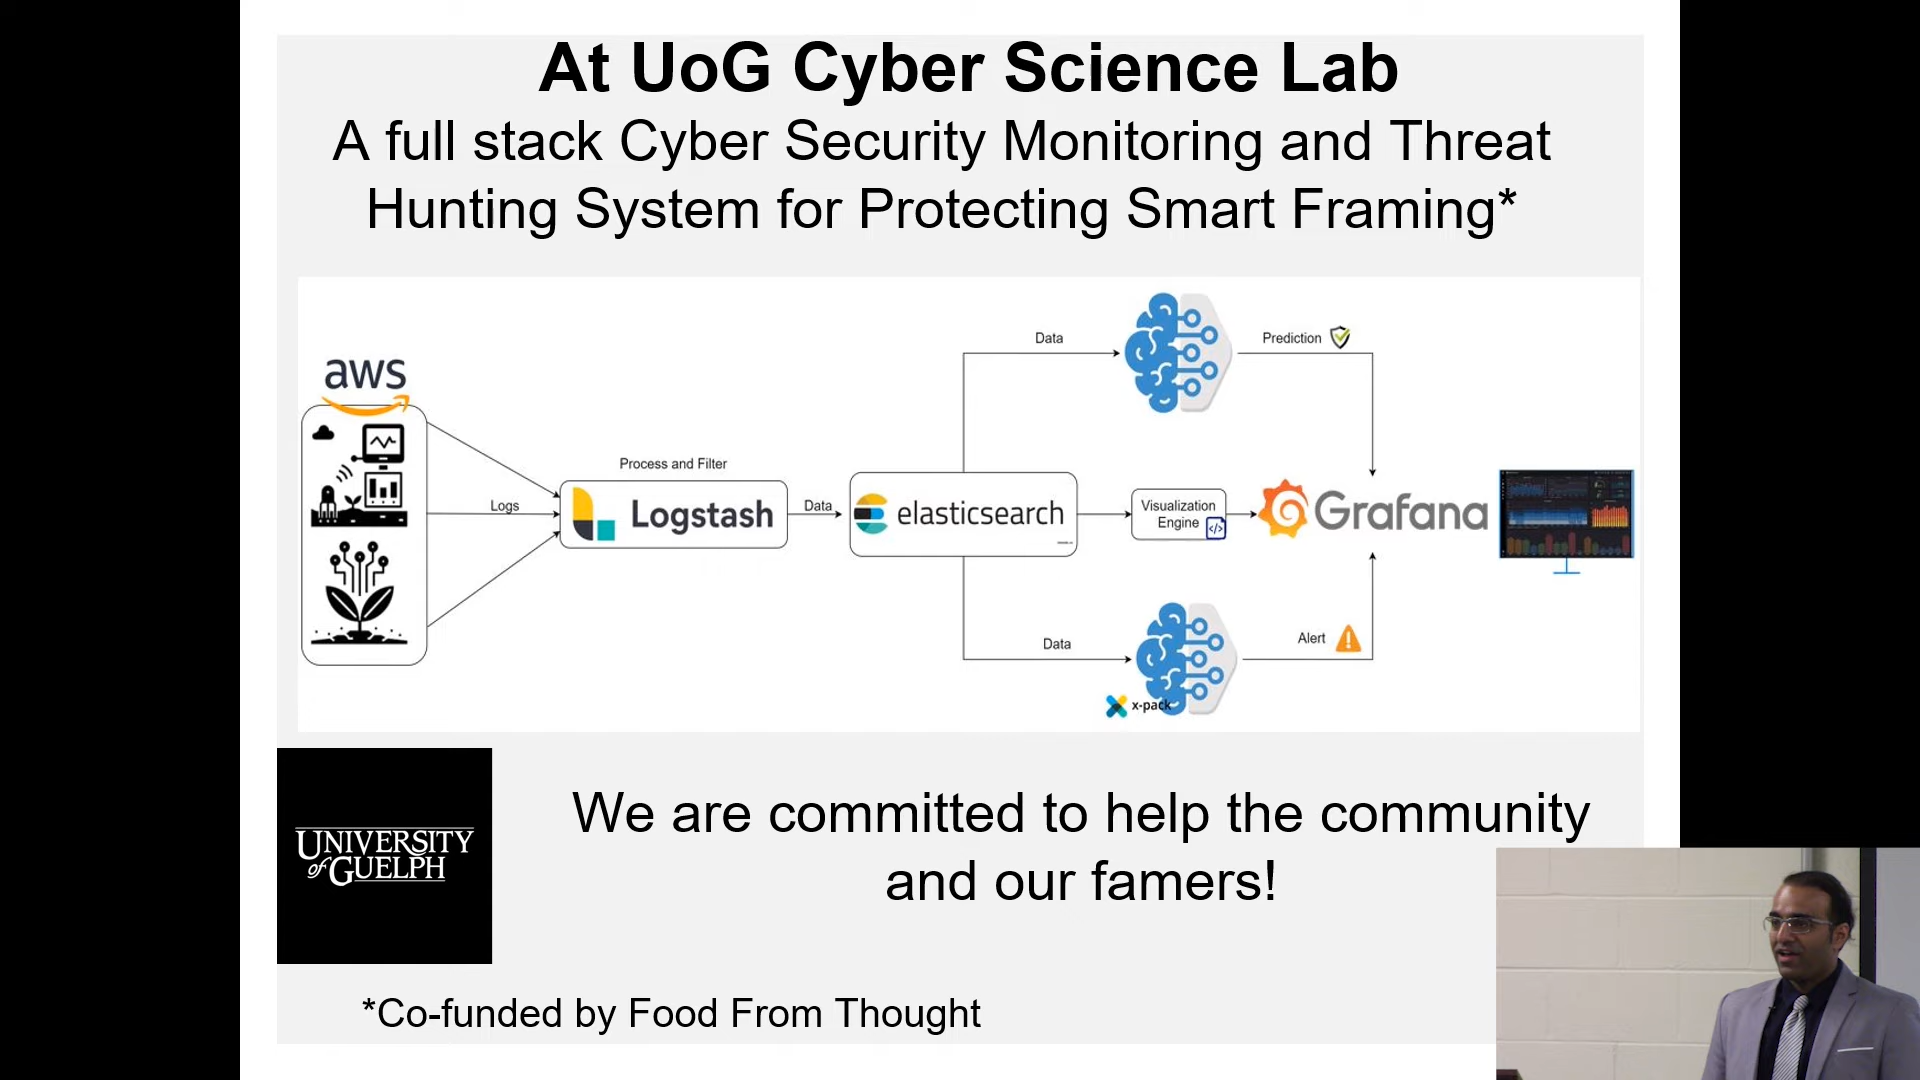 At UoG Cyber Science Lab
A full stack Cyber Security Monitoring and Threat
Hunting System for Protecting Smart Framing*
Data
Prediction
aws
Process and Filter
Logs
Logstash
Data
elasticsearch
Visualization
Engine
Grafana
Data
Alert
x-pack
UNIVERSITY
of GUELPH
We are committed to help the community
and our famers!
*Co-funded by Food From Thought